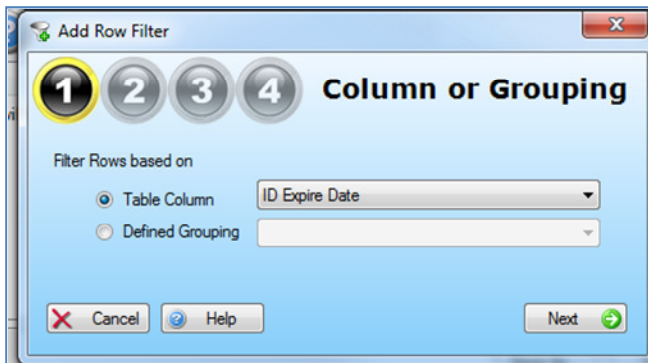 Add Row Filter
1 2 3 4 Column or Grouping
Filter Rows based on
Table Column ID Expire Date
Defined Grouping
Cancel Help Next